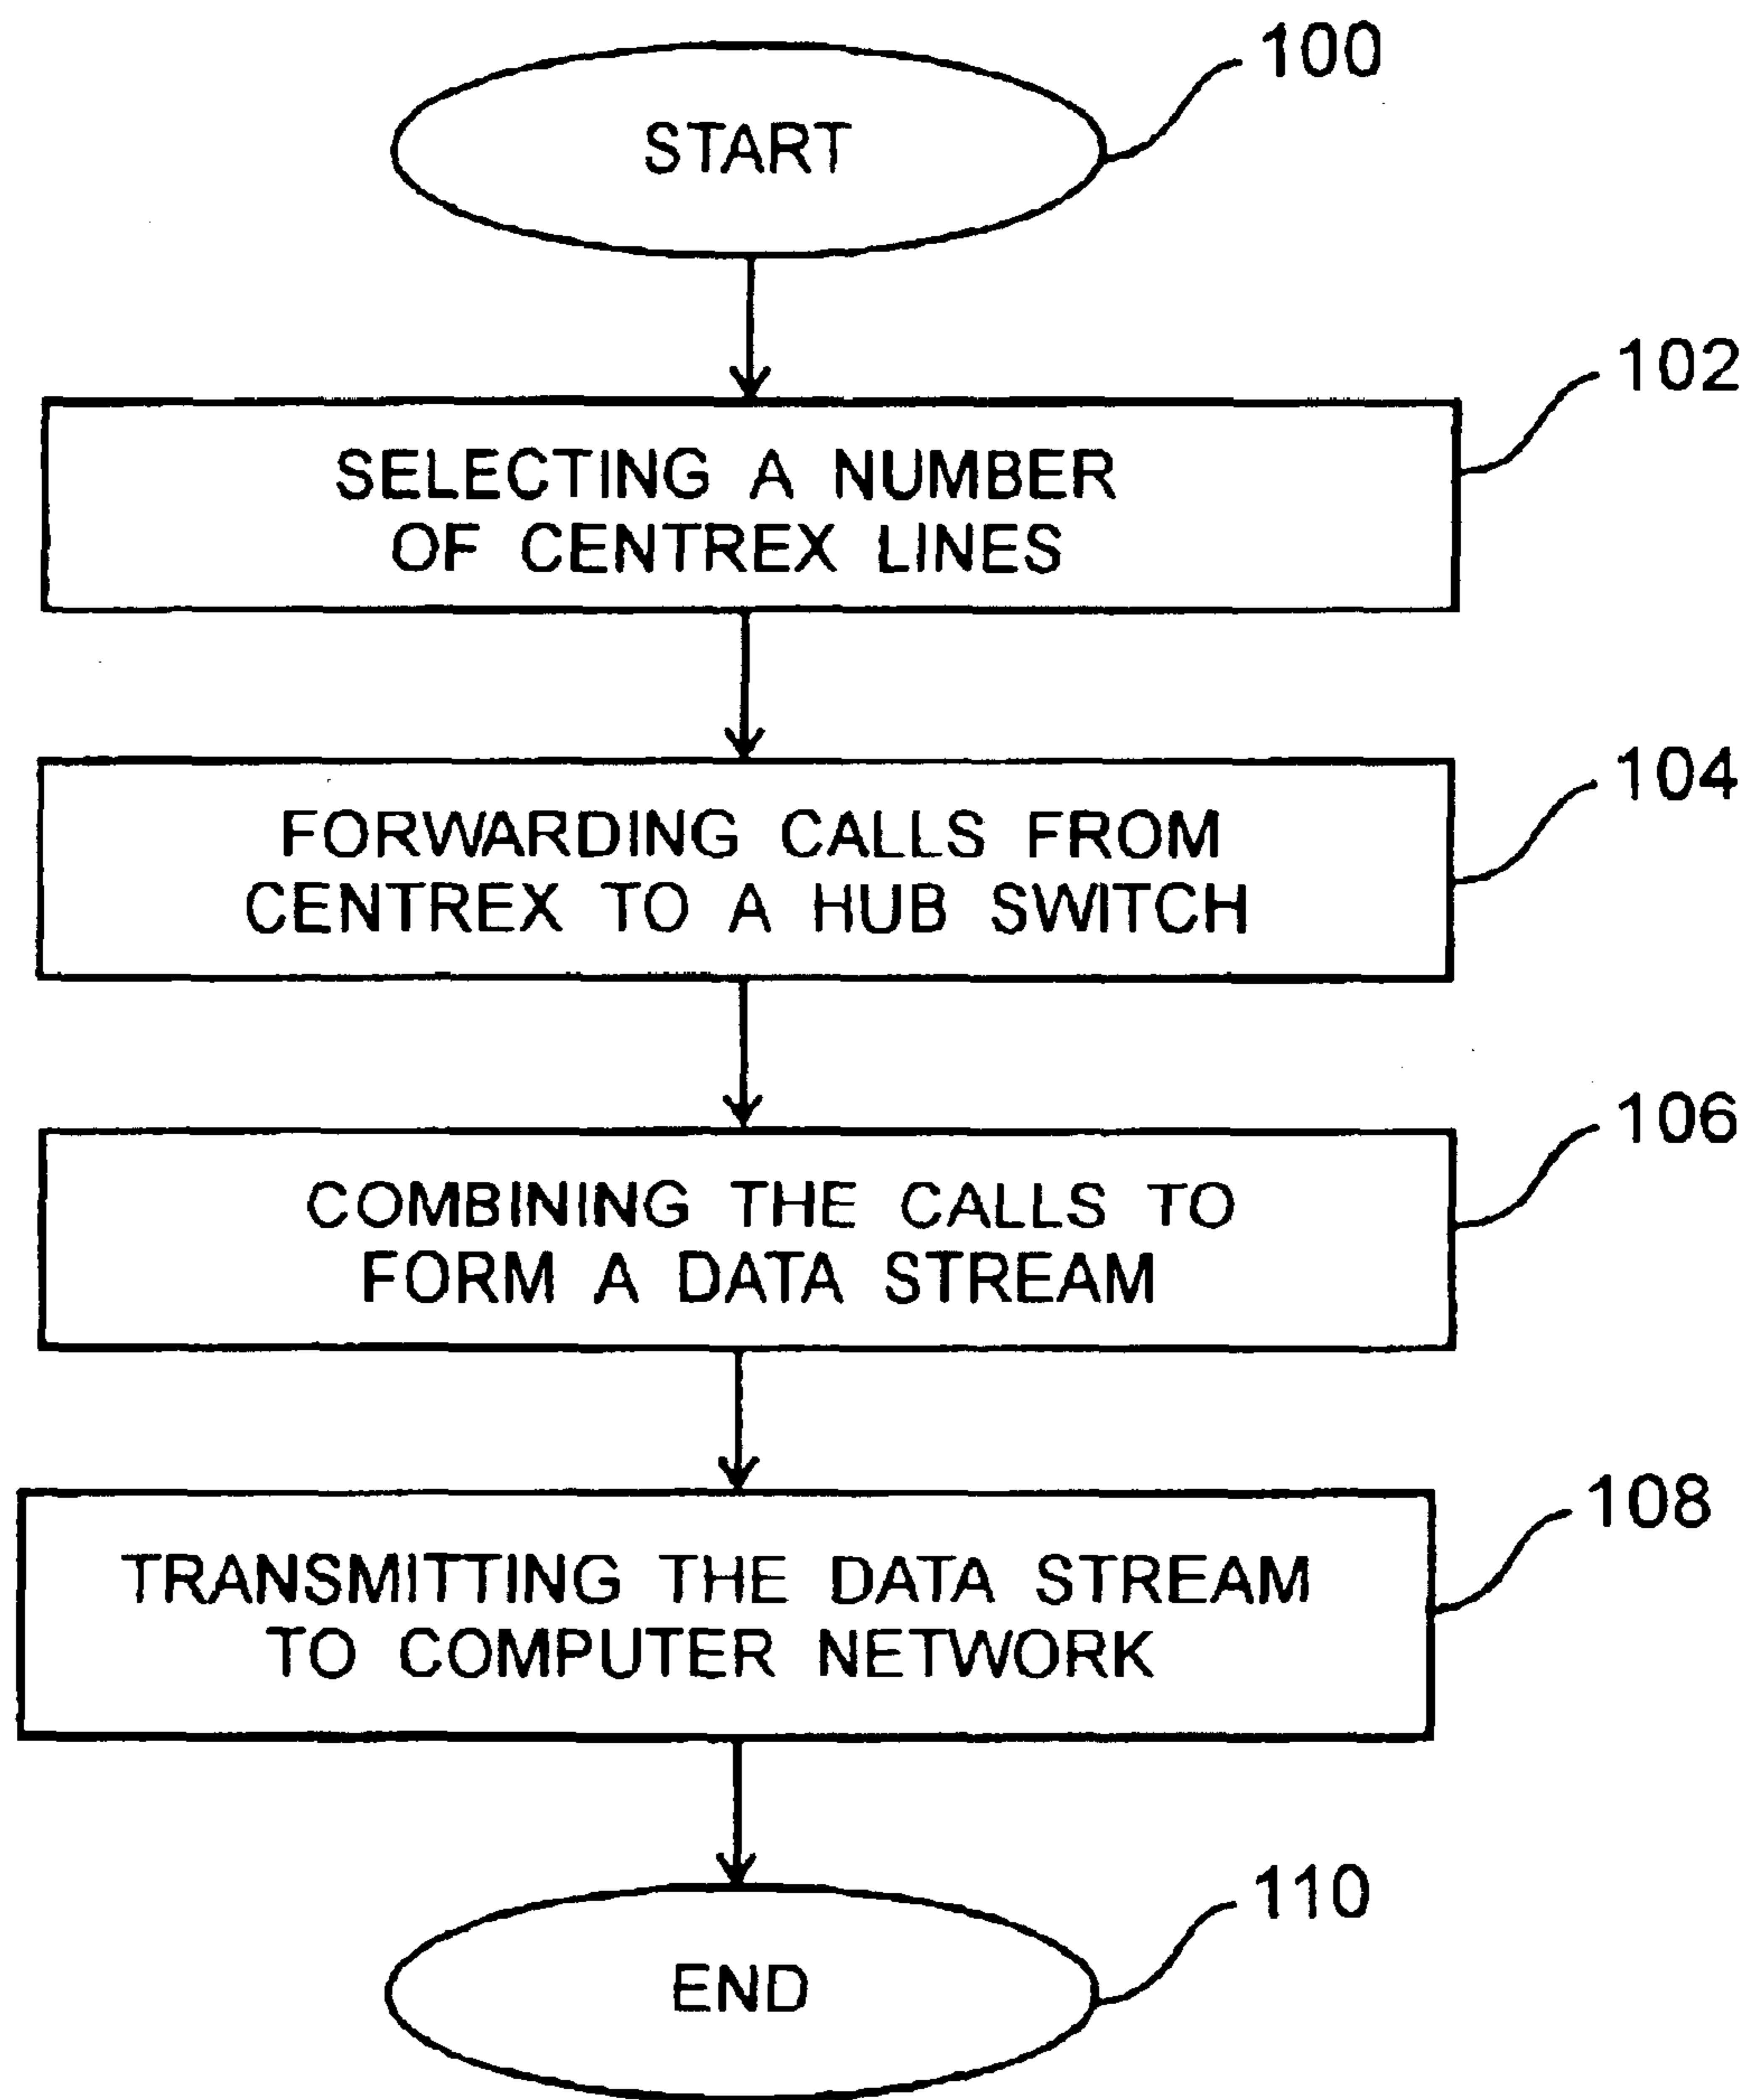 100
START
102
SELECTING A NUMBER
OF CENTREX LINES
104
FORWARDING CALLS FROM
CENTREX TO A HUB SWITCH
106
COMBINING THE CALLS TO
FORM A DATA STREAM
108
TRANSMITTING THE DATA STREAM
TO COMPUTER NETWORK
110
END